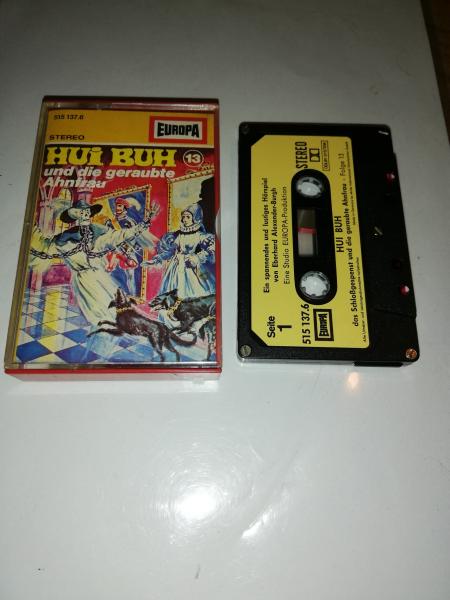 515 137.6
STEREO
EUROPA
HUI BUH
13
und die geraubte
Ahnfrau
STEREO
Ein spannendes und lustiges Hörspiel
von Eberhard Alexander-Burgh
Eine Studio EUROPA-Produktion
Seite
1
515 137.6
EUROPA
HUI BUH
das Schloßgespenst und die geraubte Ahnfrau · Folge 13